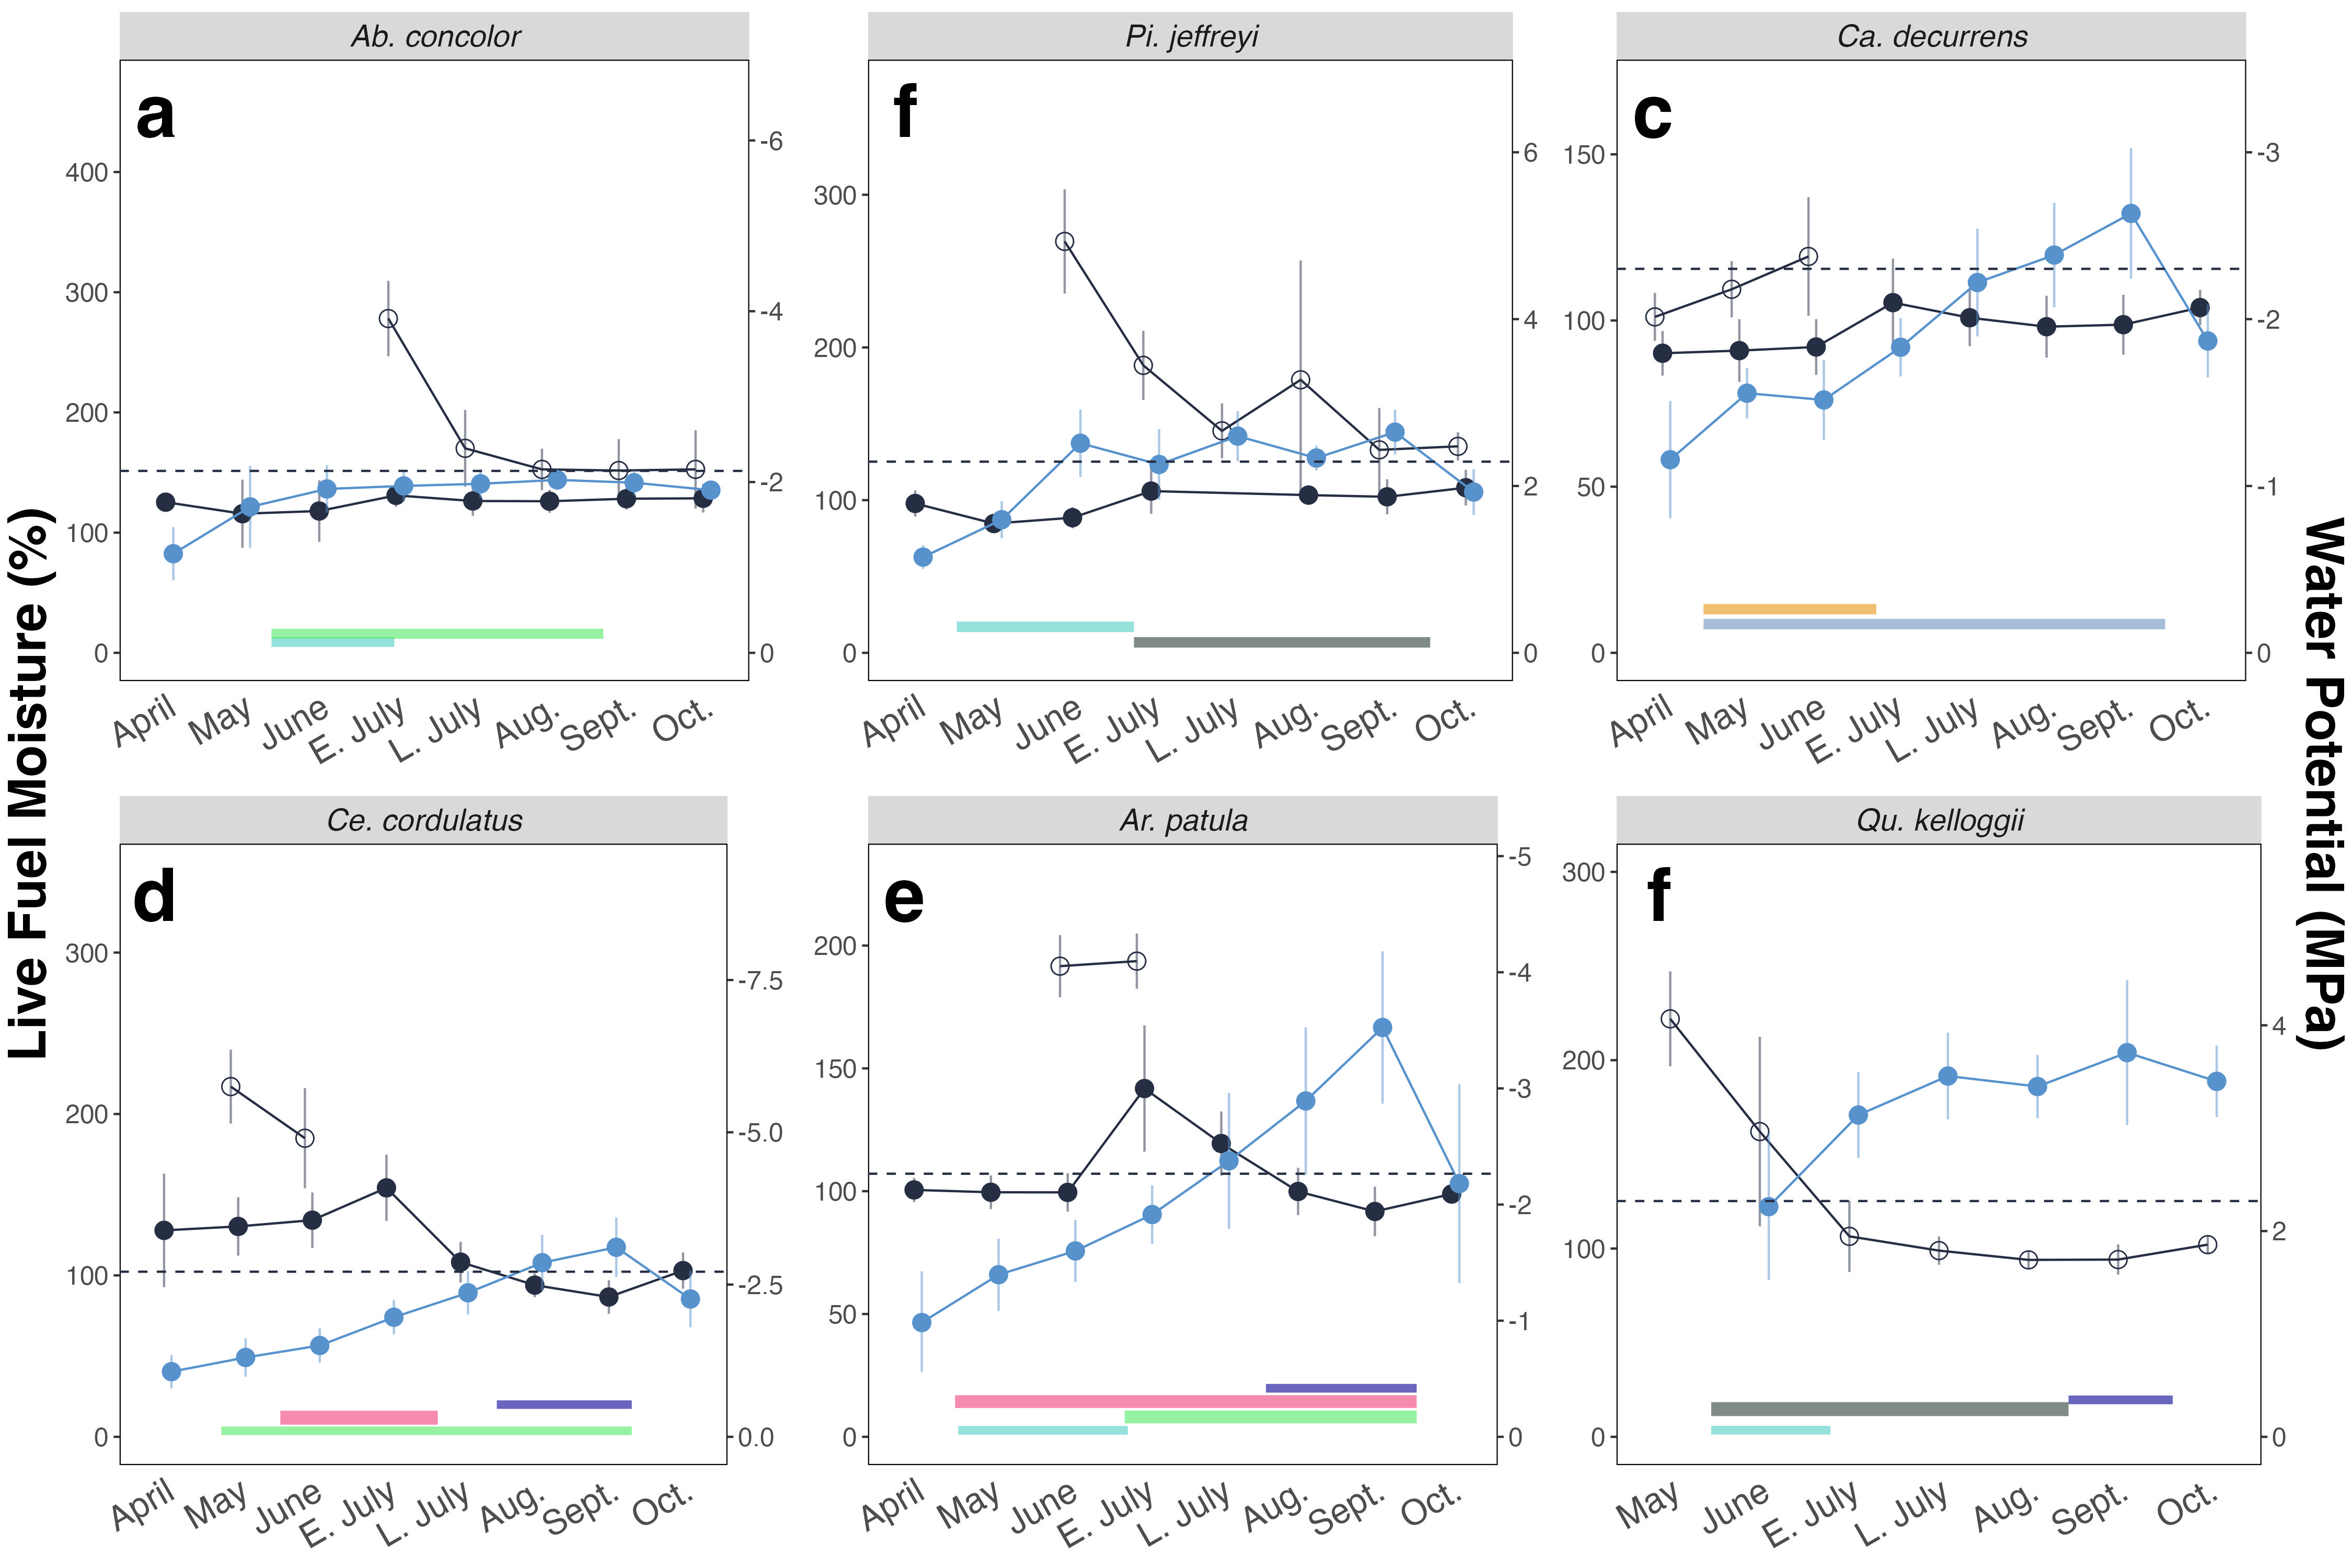 Ab. concolor
Pi. jeffreyi
Ca. decurrens
a
f
c
400
300
200
100
0
-6
-4
-2
0
300
200
100
0
6
4
2
0
150
100
50
0
-3
-2
-1
0
April May June E. July L. July Aug. Sept. Oct.
April May June E. July L. July Aug. Sept. Oct.
April May June E. July L. July Aug. Sept. Oct.
Live Fuel Moisture (%)
Water Potential (MPa)
Ce. cordulatus
Ar. patula
Qu. kelloggii
d
e
f
300
200
100
0
-7.5
-5.0
-2.5
0.0
200
150
100
50
0
-5
-4
-3
-2
-1
0
300
200
100
0
4
2
0
April May June E. July L. July Aug. Sept. Oct.
April May June E. July L. July Aug. Sept. Oct.
May June E. July L. July Aug. Sept. Oct.